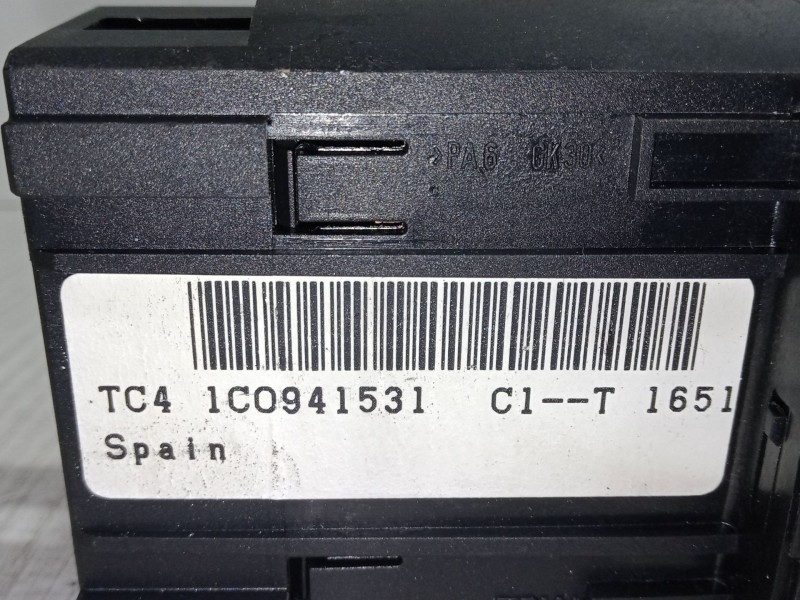 >PA6 GK30<
TC4 1C0941531 C1--T 1651
Spain